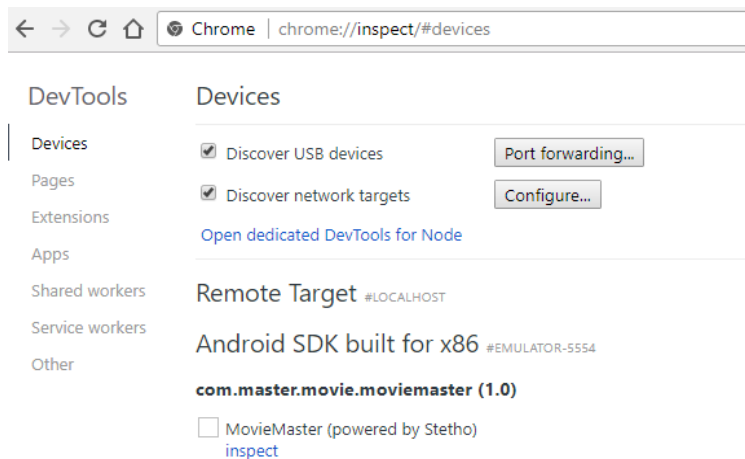 Chrome | chrome://inspect/#devices
DevTools
Devices
Pages
Extensions
Apps
Shared workers
Service workers
Other
Devices
Discover USB devices
Port forwarding...
Discover network targets
Configure...
Open dedicated DevTools for Node
Remote Target #LOCALHOST
Android SDK built for x86 #EMULATOR-5554
com.master.movie.moviemaster (1.0)
MovieMaster (powered by Stetho)
inspect